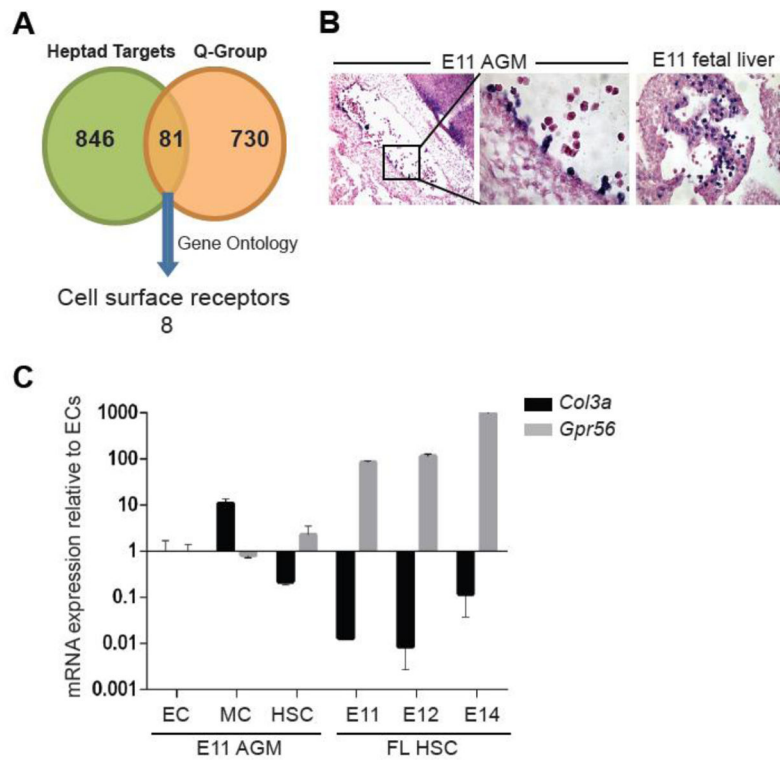 A
Heptad Targets Q-Group
846 81 730
Gene Ontology
Cell surface receptors
8
B
E11 AGM E11 fetal liver
C
mRNA expression relative to ECs
1000
100
10
1
0.1
0.01
0.001
Col3a
Gpr56
EC MC HSC E11 E12 E14
E11 AGM FL HSC